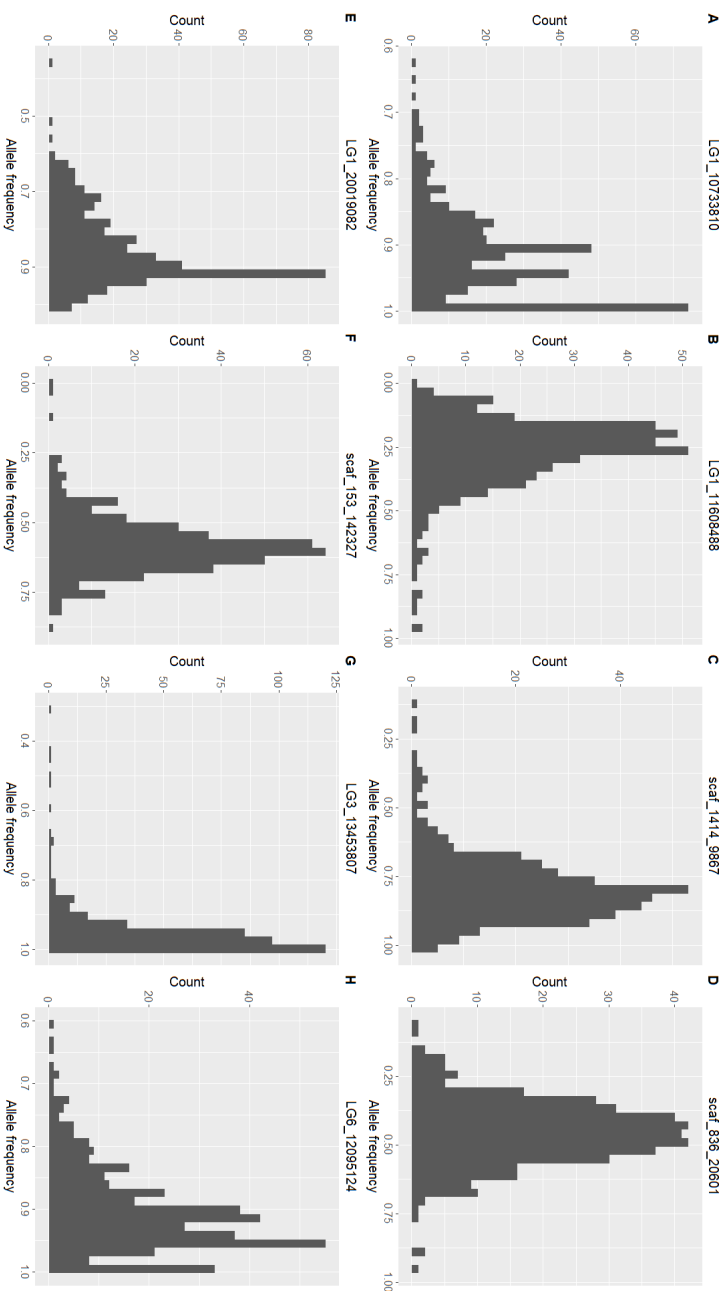 A
LG1_10733810
Count
0
20
40
60
0.6
0.7
0.8
0.9
1.0
Allele frequency
B
LG1_11608488
Count
0
10
20
30
40
50
0.00
0.25
0.50
0.75
1.00
Allele frequency
C
scaf_1414_9867
Count
0
20
40
0.25
0.50
0.75
1.00
Allele frequency
D
scaf_836_20601
Count
0
10
20
30
40
0.25
0.50
0.75
1.00
Allele frequency
E
LG1_20019082
Count
0
20
40
60
80
0.5
0.7
0.9
Allele frequency
F
scaf_153_142327
Count
0
20
40
60
0.00
0.25
0.50
0.75
Allele frequency
G
LG3_13453807
Count
0
25
50
75
100
125
0.4
0.6
0.8
1.0
Allele frequency
H
LG6_12095124
Count
0
20
40
0.6
0.7
0.8
0.9
1.0
Allele frequency